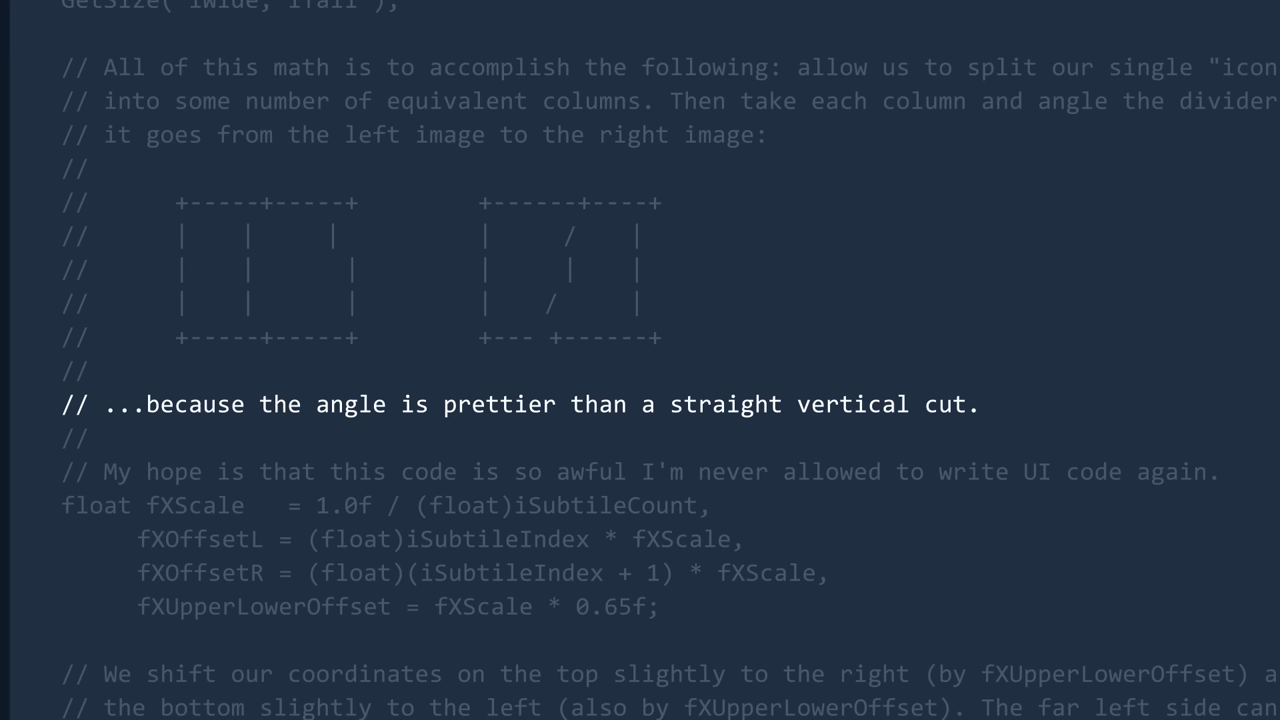 GetSize( iWide, iTall );
// All of this math is to accomplish the following: allow us to split our single "icon
// into some number of equivalent columns. Then take each column and angle the divider
// it goes from the left image to the right image:
//
//      +-----+-----+        +------+----+
//      |   |    |        |    /   |
//      |   |     |       |    |   |
//      |   |     |       |   /    |
//      +-----+-----+        +--- +------+
//
// ...because the angle is prettier than a straight vertical cut.
//
// My hope is that this code is so awful I'm never allowed to write UI code again.
float fXScale   = 1.0f / (float)iSubtileCount,
fXOffsetL = (float)iSubtileIndex * fXScale,
fXOffsetR = (float)(iSubtileIndex + 1) * fXScale,
fXUpperLowerOffset = fXScale * 0.65f;
// We shift our coordinates on the top slightly to the right (by fXUpperLowerOffset) a
// the bottom slightly to the left (also by fXUpperLowerOffset). The far left side can